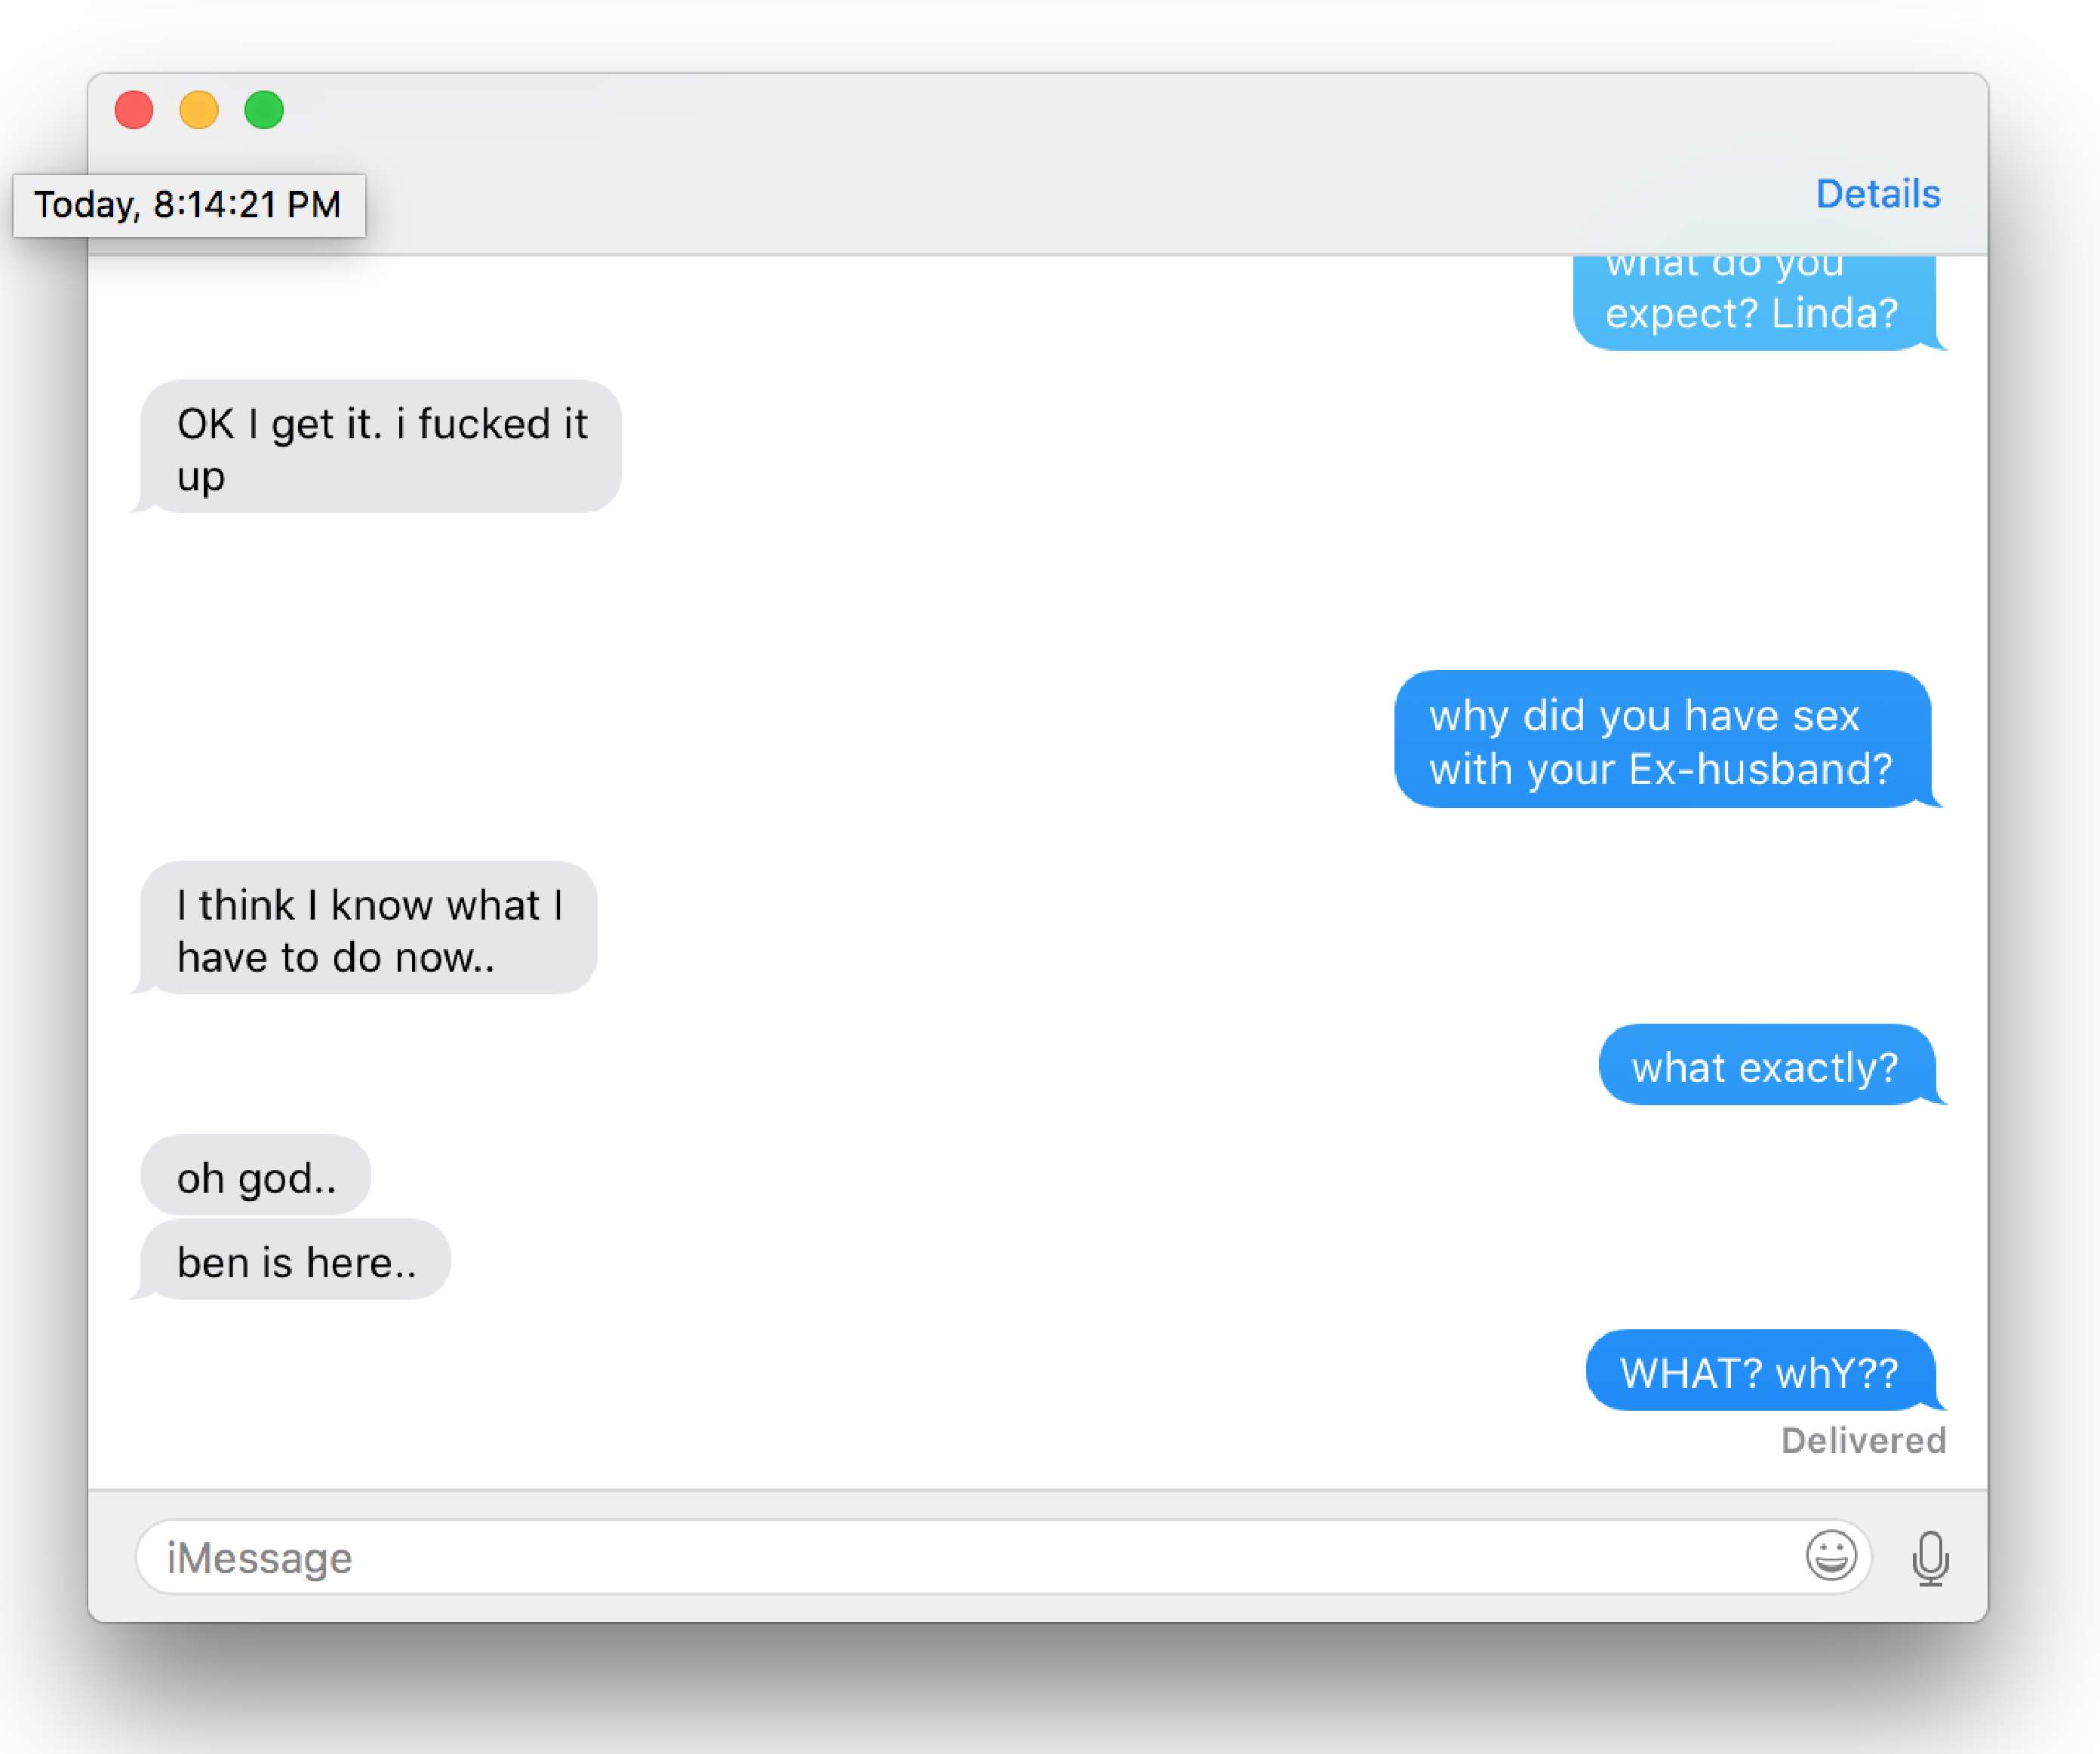 Today, 8:14:21 PM
Details
what do you
expect? Linda?
OK I get it. i fucked it
up
why did you have sex
with your Ex-husband?
I think I know what I
have to do now..
what exactly?
oh god..
ben is here..
WHAT? whY??
Delivered
iMessage